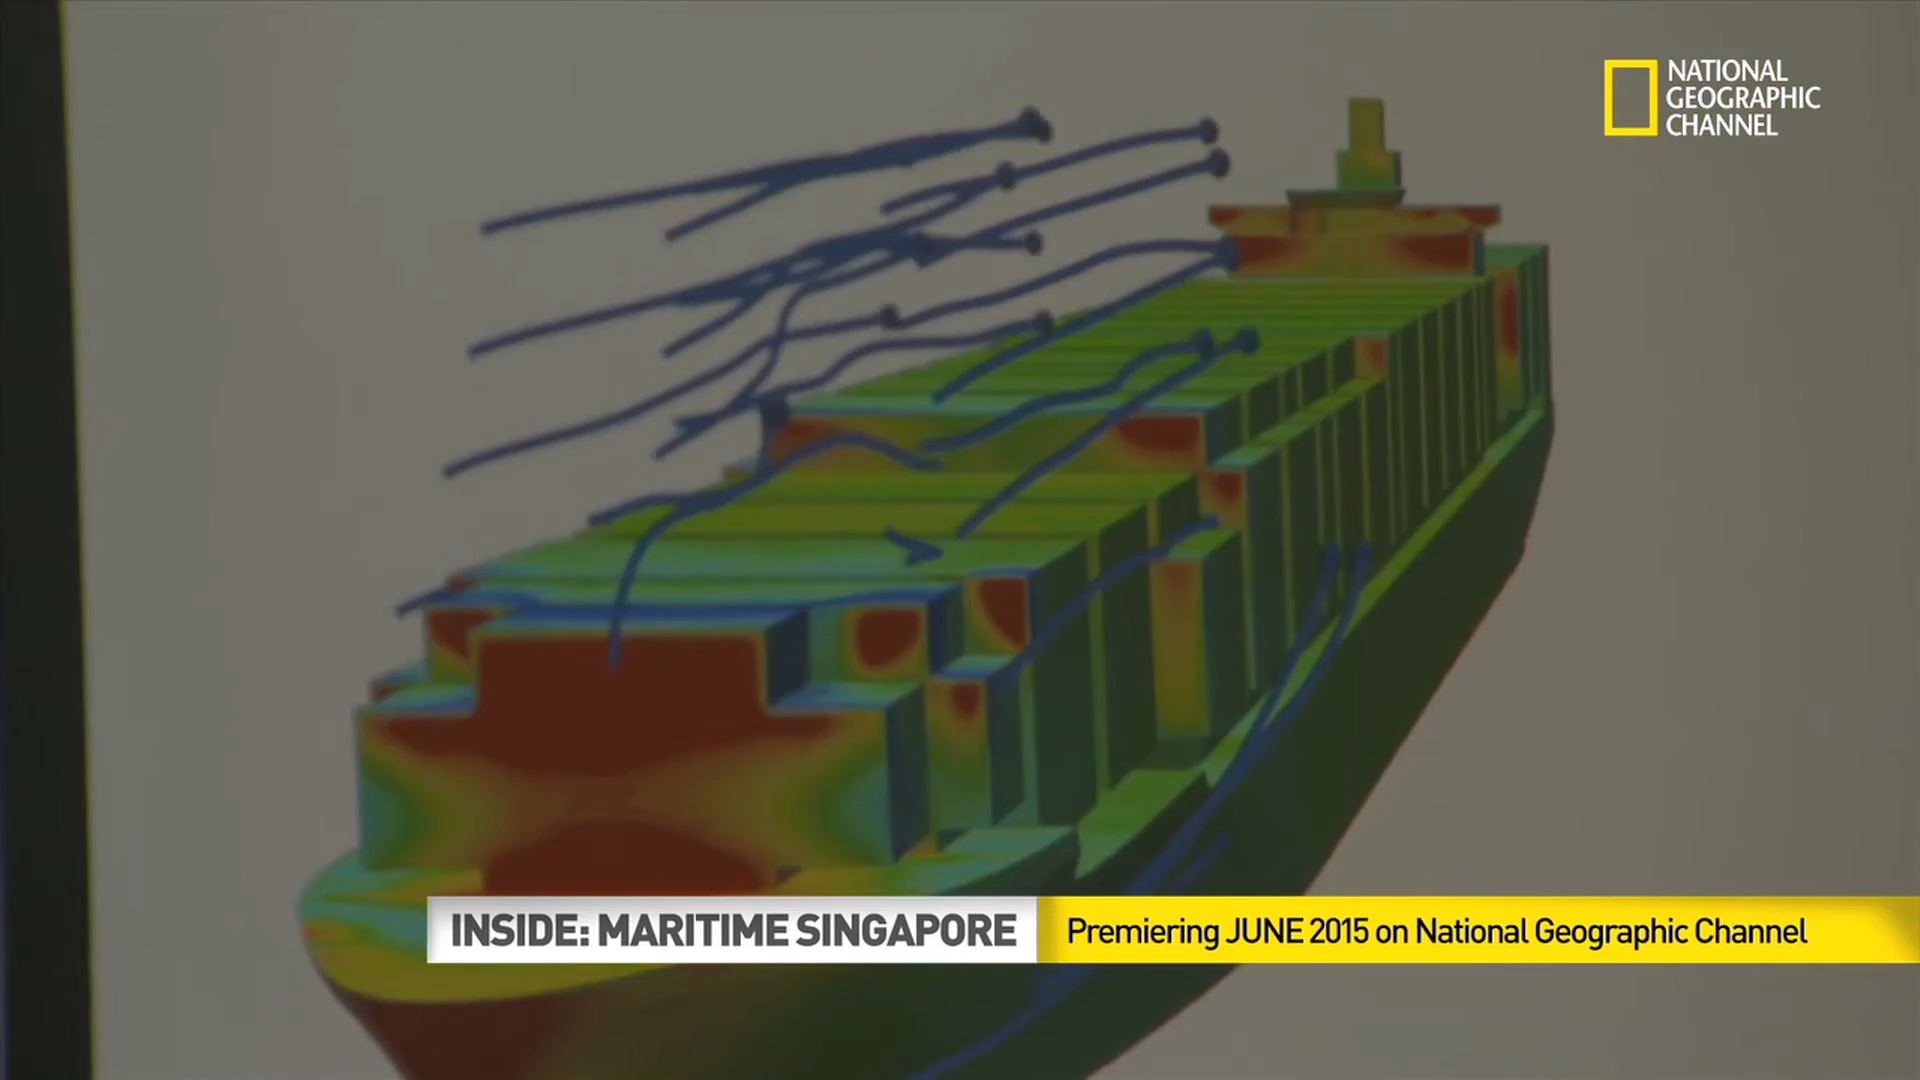 NATIONAL
GEOGRAPHIC
CHANNEL
INSIDE: MARITIME SINGAPORE
Premiering JUNE 2015 on National Geographic Channel